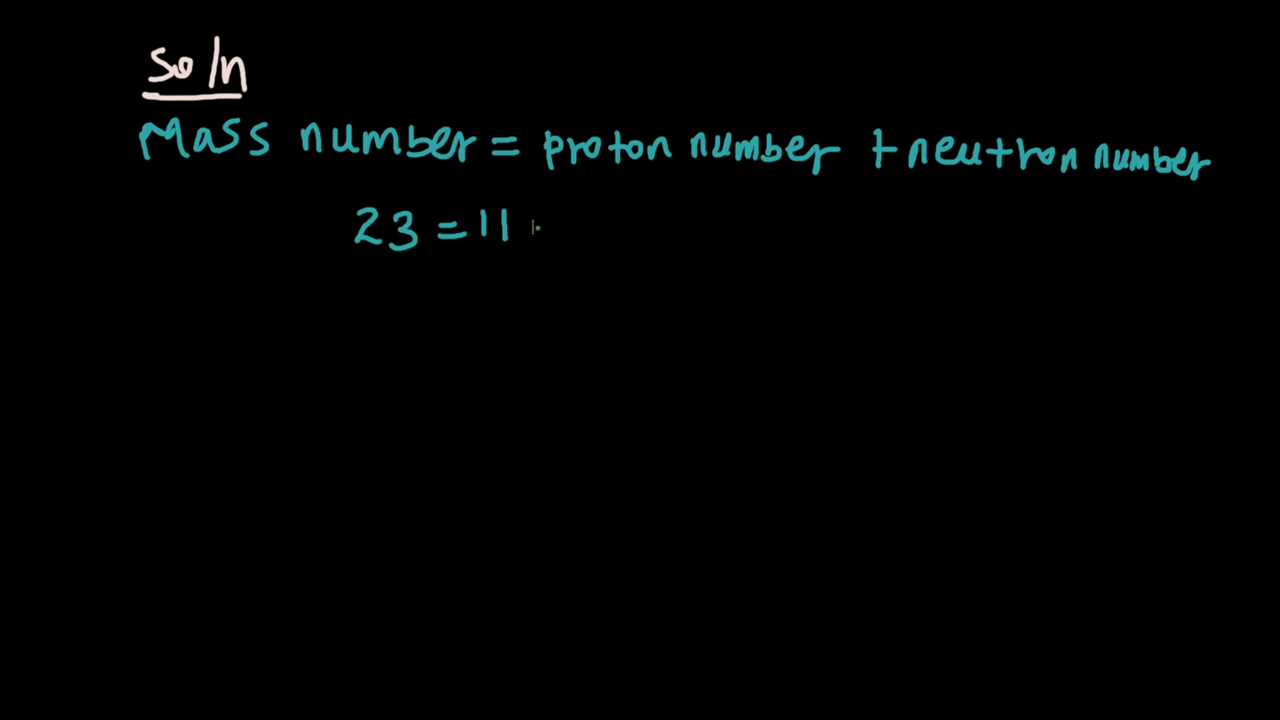 Soln
Mass number = proton number + neutron number
23 = 11